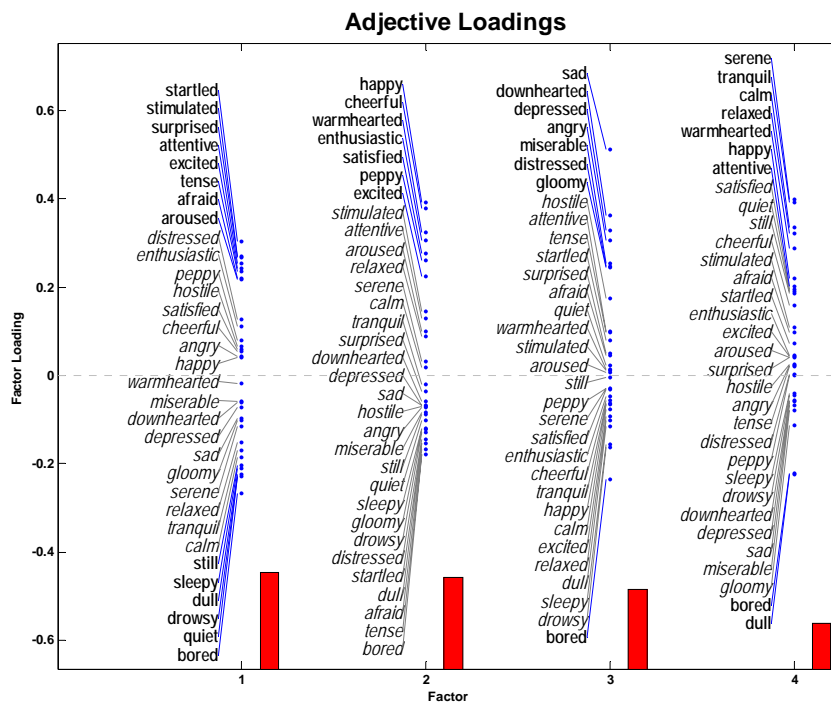 Adjective Loadings
Factor Loading
0.6
0.4
0.2
0
-0.2
-0.4
-0.6
startled
stimulated
surprised
attentive
excited
tense
afraid
aroused
distressed
enthusiastic
peppy
hostile
satisfied
cheerful
angry
happy
warmhearted
miserable
downhearted
depressed
sad
gloomy
serene
relaxed
tranquil
calm
still
sleepy
dull
drowsy
quiet
bored
happy
cheerful
warmhearted
enthusiastic
satisfied
peppy
excited
stimulated
attentive
aroused
relaxed
serene
calm
tranquil
surprised
downhearted
depressed
sad
hostile
angry
miserable
still
quiet
sleepy
gloomy
drowsy
distressed
startled
dull
afraid
tense
bored
sad
downhearted
depressed
angry
miserable
distressed
gloomy
hostile
attentive
tense
startled
surprised
afraid
quiet
warmhearted
stimulated
aroused
still
peppy
serene
satisfied
enthusiastic
cheerful
tranquil
happy
calm
excited
relaxed
dull
sleepy
drowsy
bored
serene
tranquil
calm
relaxed
warmhearted
happy
attentive
satisfied
quiet
still
cheerful
stimulated
afraid
startled
enthusiastic
excited
aroused
surprised
hostile
angry
tense
distressed
peppy
sleepy
drowsy
downhearted
depressed
sad
miserable
gloomy
bored
dull
1 2 3 4
Factor